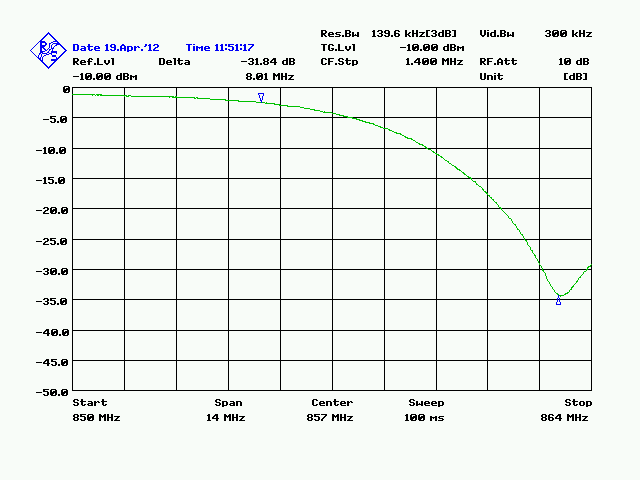 Res.Bw 139.6 kHz[3dB] Vid.Bw 300 kHz
R S
Date 19.Apr.'12 Time 11:51:17 TG.Lvl -10.00 dBm
Ref.Lvl Delta -31.84 dB CF.Stp 1.400 MHz RF.Att 10 dB
-10.00 dBm 8.01 MHz Unit [dB]
0
-5.0
-10.0
-15.0
-20.0
-25.0
-30.0
-35.0
-40.0
-45.0
-50.0
Start Span Center Sweep Stop
850 MHz 14 MHz 857 MHz 100 ms 864 MHz